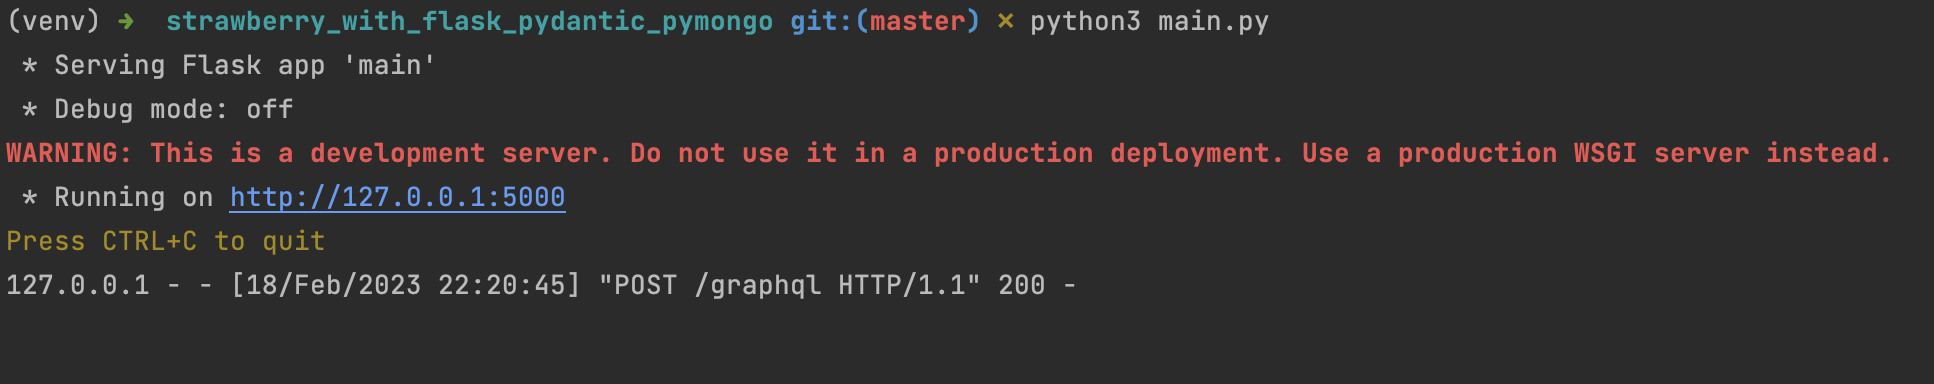 (venv) ➜  strawberry_with_flask_pydantic_pymongo git:(master) ✗ python3 main.py
 * Serving Flask app 'main'
 * Debug mode: off
WARNING: This is a development server. Do not use it in a production deployment. Use a production WSGI server instead.
 * Running on http://127.0.0.1:5000
Press CTRL+C to quit
127.0.0.1 - - [18/Feb/2023 22:20:45] "POST /graphql HTTP/1.1" 200 -